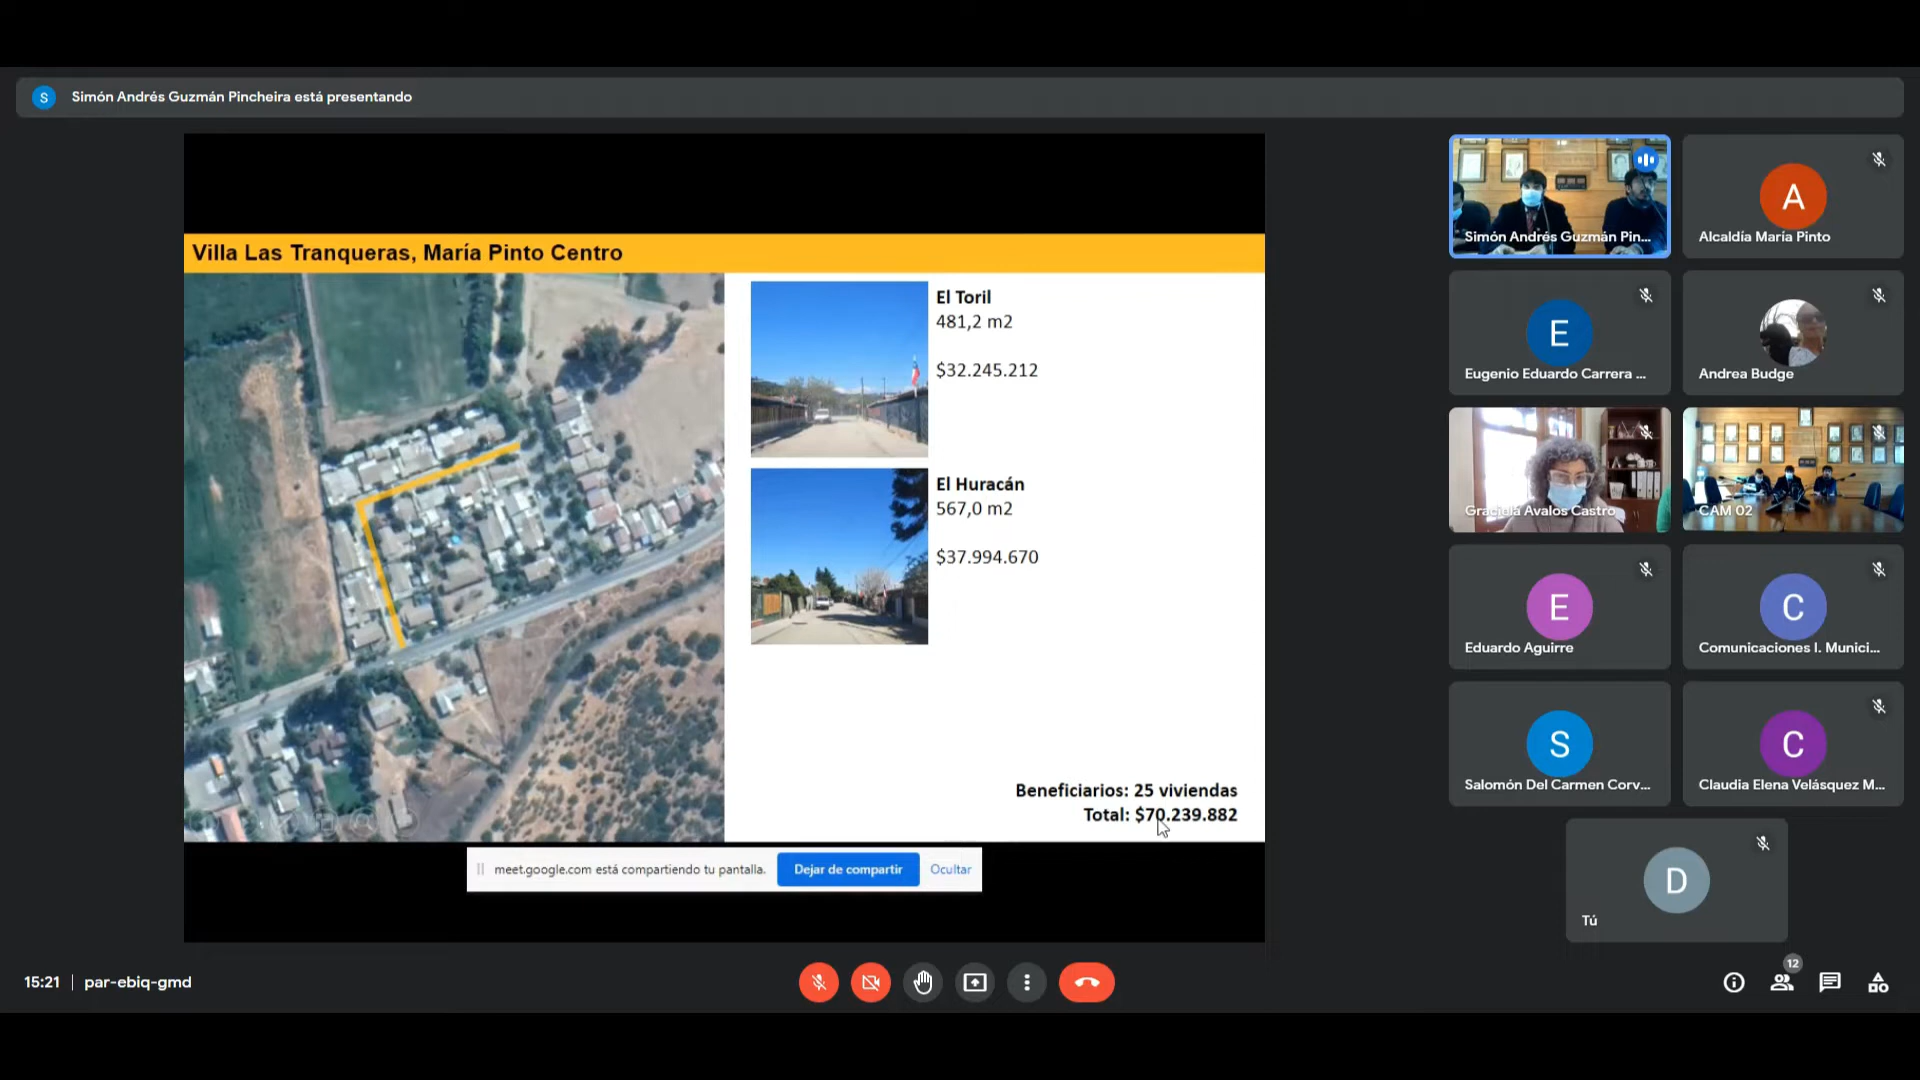 S
Simón Andrés Guzmán Pincheira está presentando
Villa Las Tranqueras, María Pinto Centro
El Toril
481,2 m2
$32.245.212
El Huracán
567,0 m2
$37.994.670
Beneficiarios: 25 viviendas
Total: $70.239.882
meet.google.com está compartiendo tu pantalla.
Dejar de compartir
Ocultar
Simón Andrés Guzmán Pin...
A
Alcaldía María Pinto
E
Eugenio Eduardo Carrera ...
Andrea Budge
Graciela Avalos Castro
CAM 02
E
Eduardo Aguirre
C
Comunicaciones I. Munici...
S
Salomón Del Carmen Corv...
C
Claudia Elena Velásquez M...
D
Tú
15:21 | par-ebiq-gmd
12